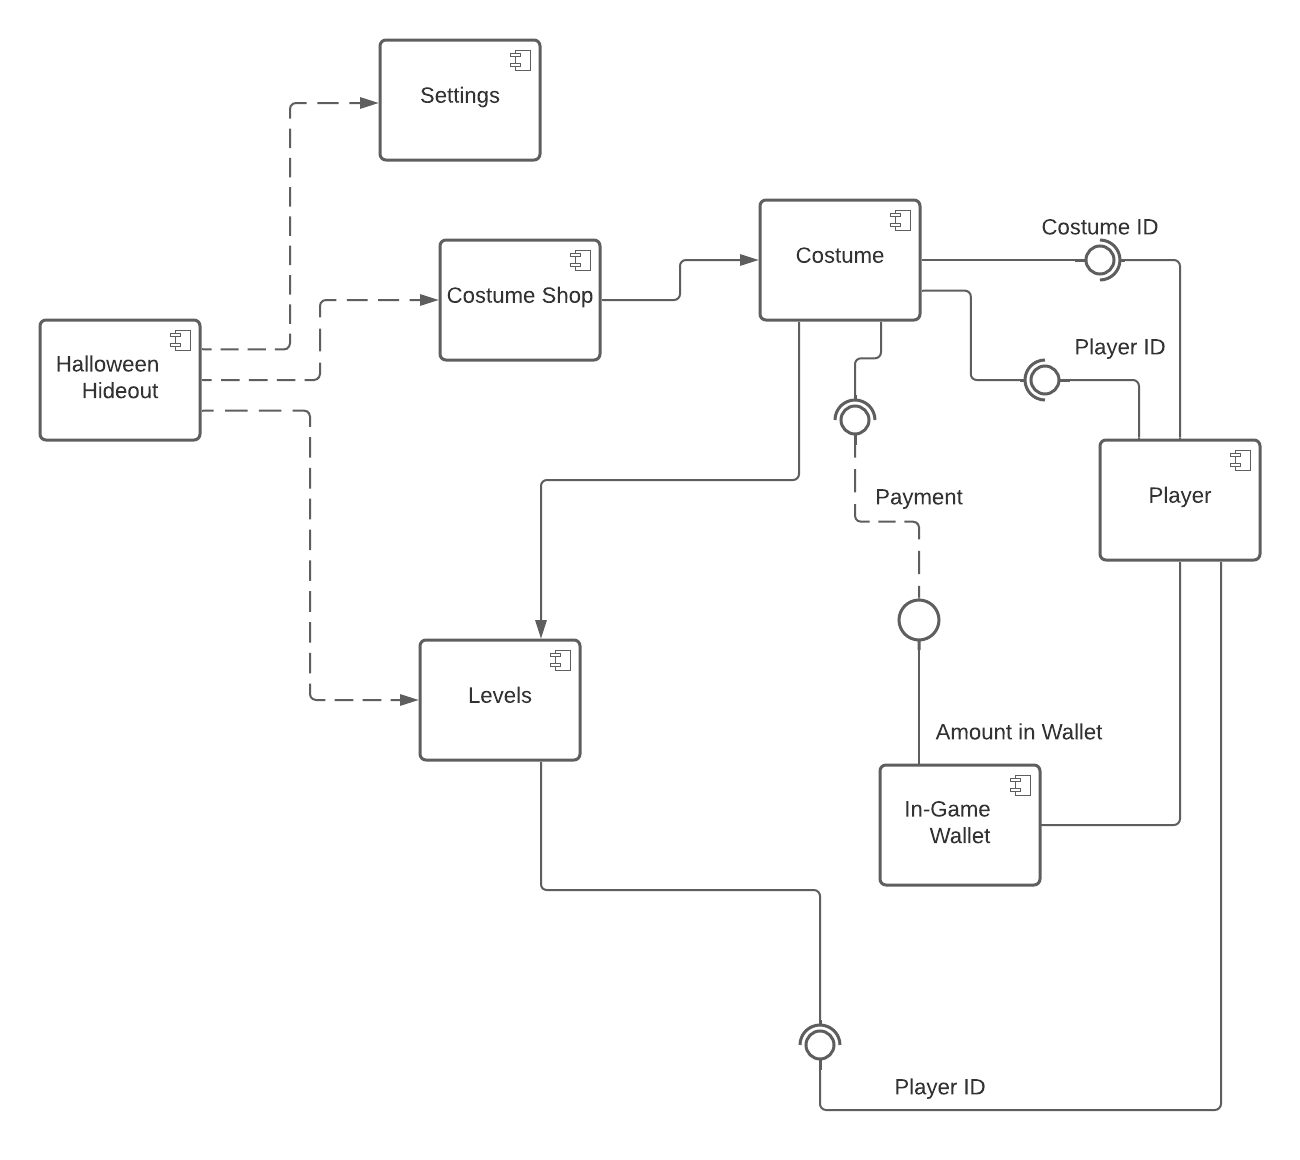 Settings
Costume ID
Costume
Costume Shop
Player ID
Halloween
Hideout
Payment
Player
Levels
Amount in Wallet
In-Game
Wallet
Player ID